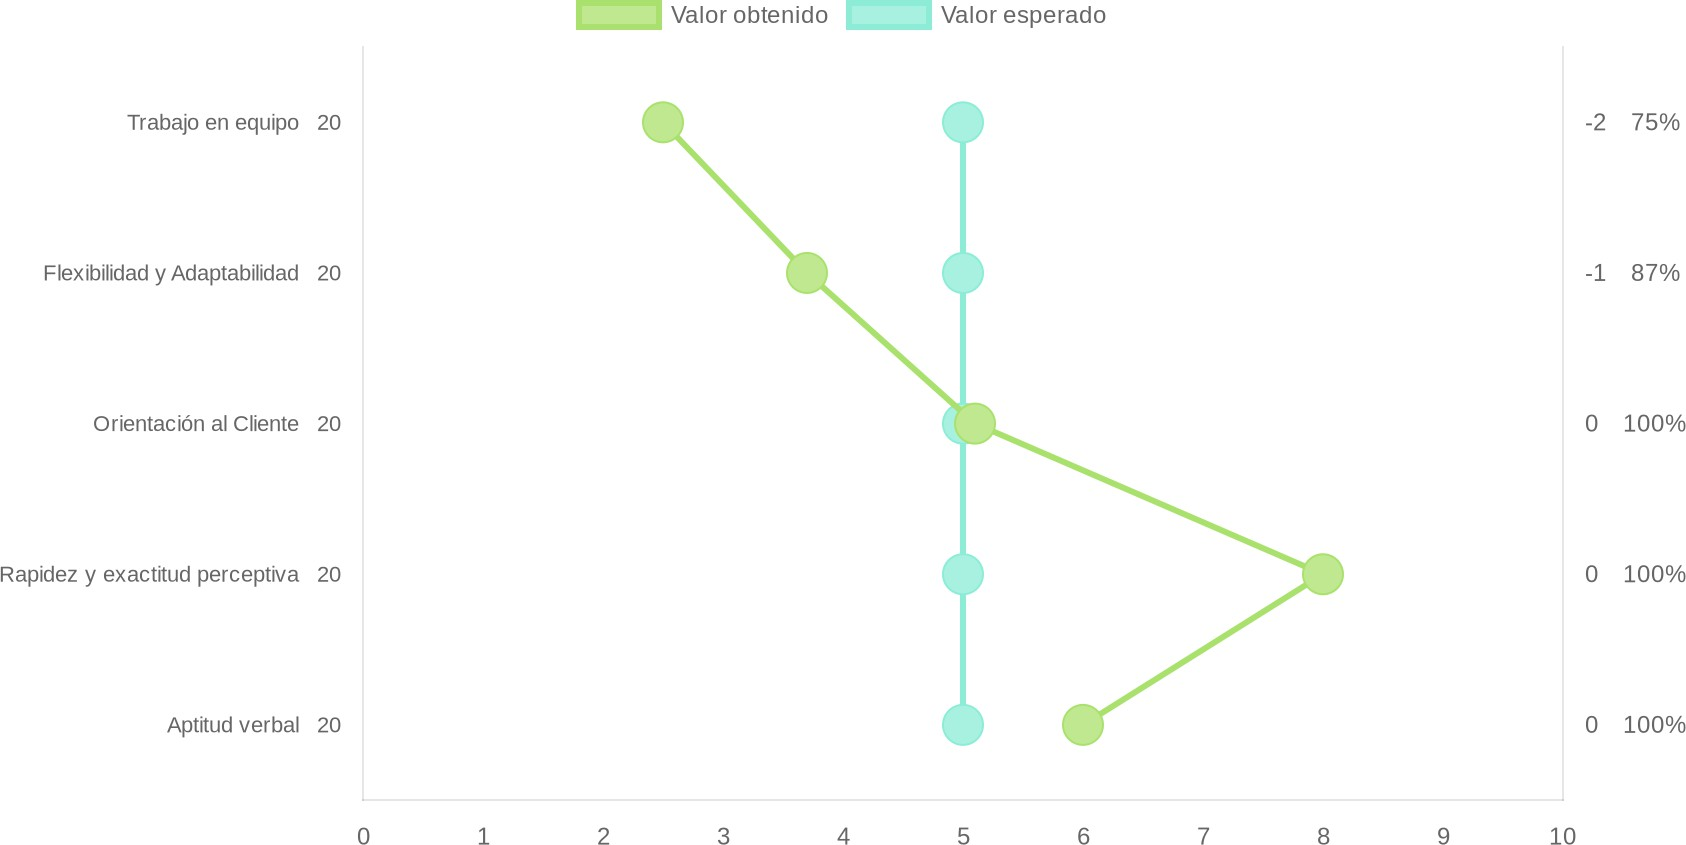 Valor obtenido Valor esperado
Trabajo en equipo 20 -2 75%
Flexibilidad y Adaptabilidad 20 -1 87%
Orientación al Cliente 20 0 100%
Rapidez y exactitud perceptiva 20 0 100%
Aptitud verbal 20 0 100%
0 1 2 3 4 5 6 7 8 9 10